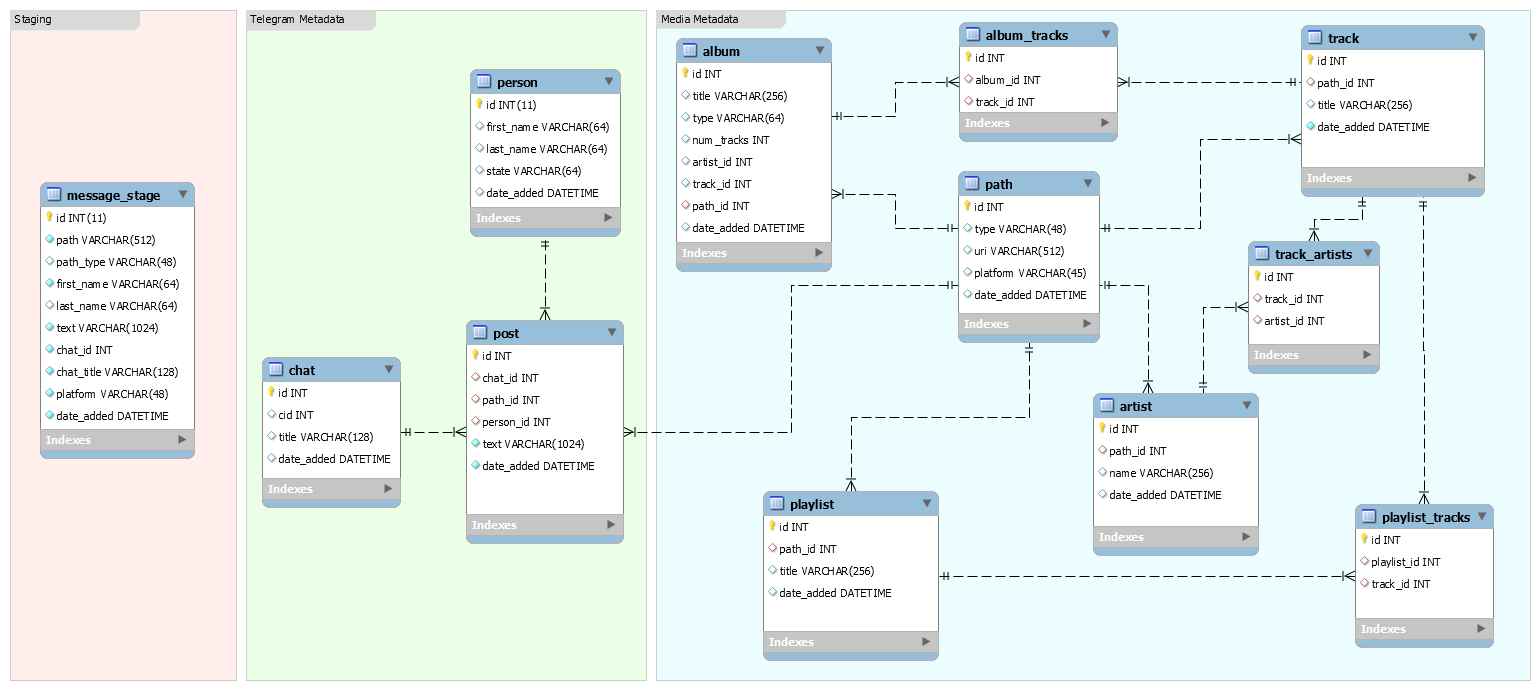 Staging
message_stage
id INT(11)
path VARCHAR(512)
path_type VARCHAR(48)
first_name VARCHAR(64)
last_name VARCHAR(64)
text VARCHAR(1024)
chat_id INT
chat_title VARCHAR(128)
platform VARCHAR(48)
date_added DATETIME
Indexes
Telegram Metadata
person
id INT(11)
first_name VARCHAR(64)
last_name VARCHAR(64)
state VARCHAR(64)
date_added DATETIME
Indexes
chat
id INT
cid INT
title VARCHAR(128)
date_added DATETIME
Indexes
post
id INT
chat_id INT
path_id INT
person_id INT
text VARCHAR(1024)
date_added DATETIME
Indexes
Media Metadata
album
id INT
title VARCHAR(256)
type VARCHAR(64)
num_tracks INT
artist_id INT
track_id INT
path_id INT
date_added DATETIME
Indexes
album_tracks
id INT
album_id INT
track_id INT
Indexes
track
id INT
path_id INT
title VARCHAR(256)
date_added DATETIME
Indexes
path
id INT
type VARCHAR(48)
uri VARCHAR(512)
platform VARCHAR(45)
date_added DATETIME
Indexes
track_artists
id INT
track_id INT
artist_id INT
Indexes
artist
id INT
path_id INT
name VARCHAR(256)
date_added DATETIME
Indexes
playlist
id INT
path_id INT
title VARCHAR(256)
date_added DATETIME
Indexes
playlist_tracks
id INT
playlist_id INT
track_id INT
Indexes